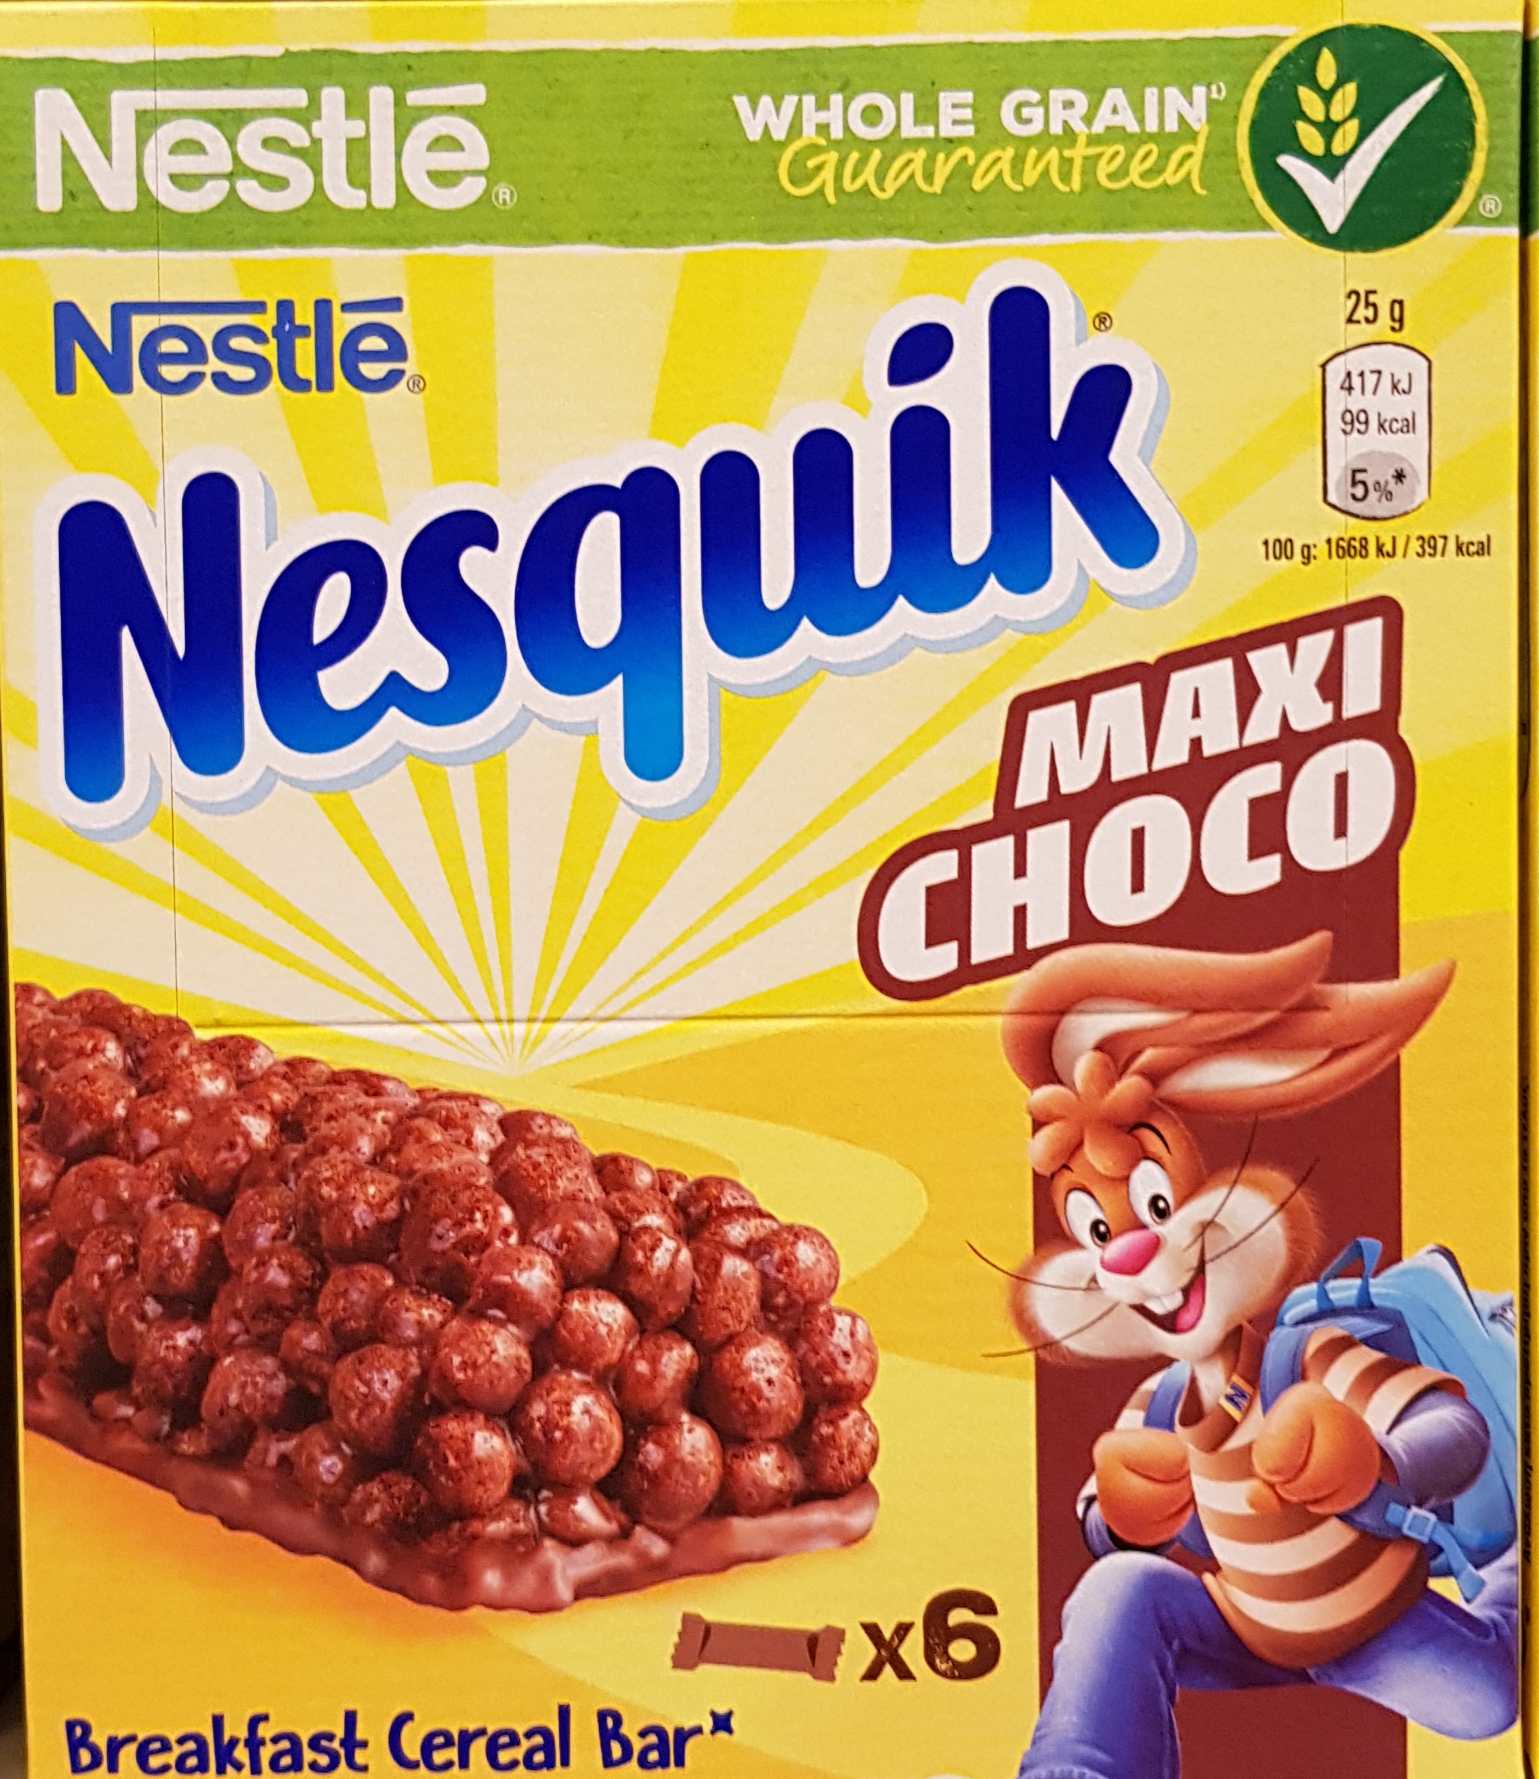 Nestlé®
WHOLE GRAIN¹⁾
Guaranteed
®
Nestlé®
Nesquik®
25 g
417 kJ
99 kcal
5%*
100 g: 1668 kJ / 397 kcal
MAXI
CHOCO
N
x6
Breakfast Cereal Bar*